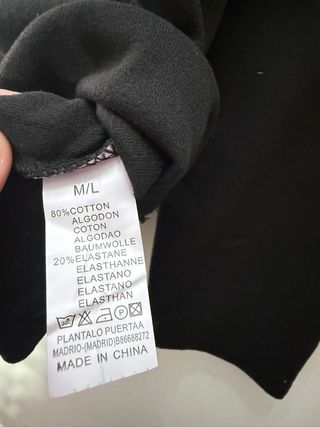 M/L
80%COTTON
ALGODON
COTON
ALGODAO
BAUMWOLLE
20%ELASTANE
ELASTHANNE
ELASTANO
ELASTANO
ELASTHAN
PLANTALO PUERTAA
MADRIO-(MADRID)B86688272
MADE IN CHINA